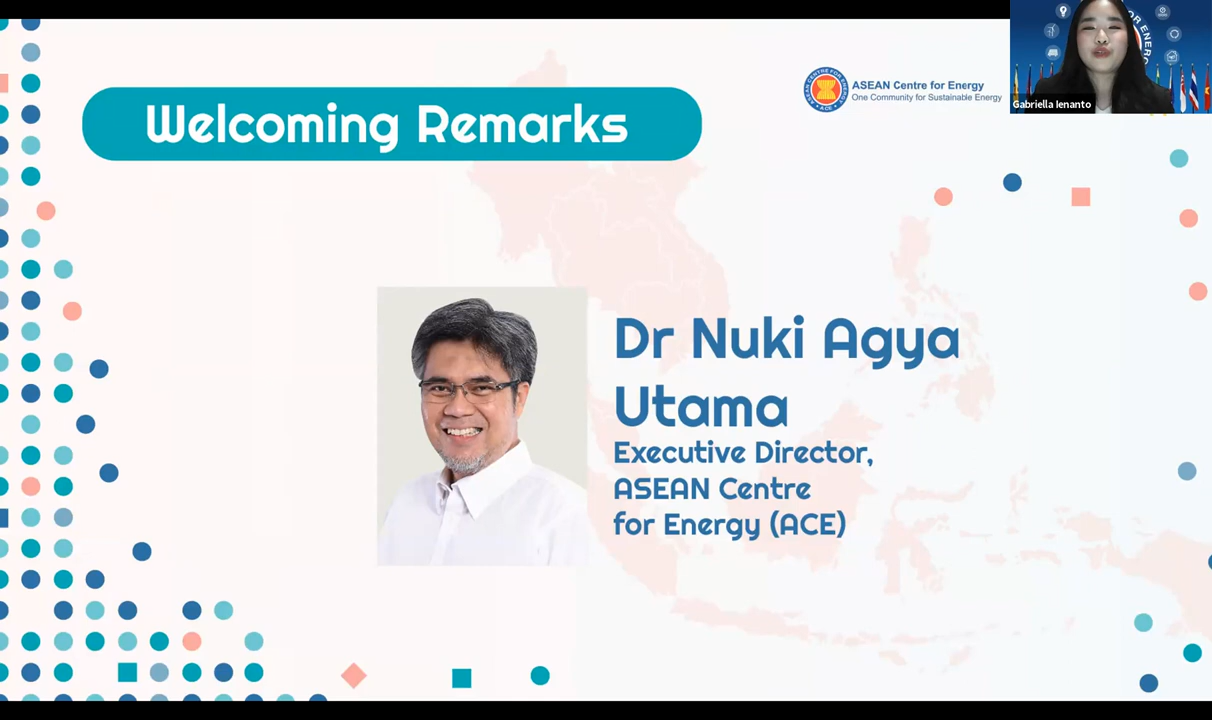 Welcoming Remarks
ASEAN Centre for Energy
One Community for Sustainable Energy
Gabriella Ienanto
Dr Nuki Agya
Utama
Executive Director,
ASEAN Centre
for Energy (ACE)